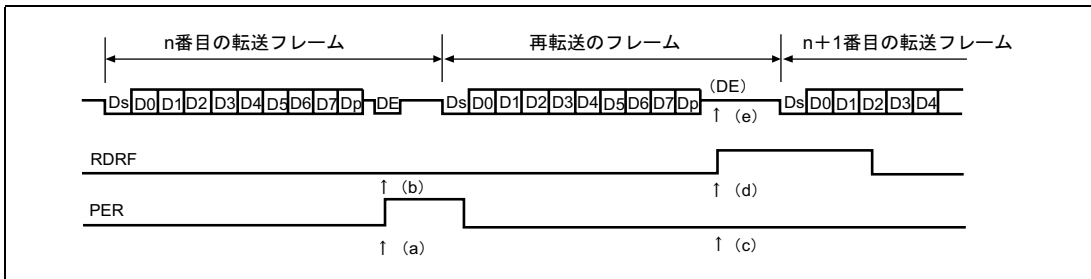 n番目の転送フレーム 再転送のフレーム n+1番目の転送フレーム
(DE)
Ds D0 D1 D2 D3 D4 D5 D6 D7 Dp DE Ds D0 D1 D2 D3 D4 D5 D6 D7 Dp Ds D0 D1 D2 D3 D4
↑ (e)
RDRF
↑ (b) ↑ (d)
PER
↑ (a) ↑ (c)